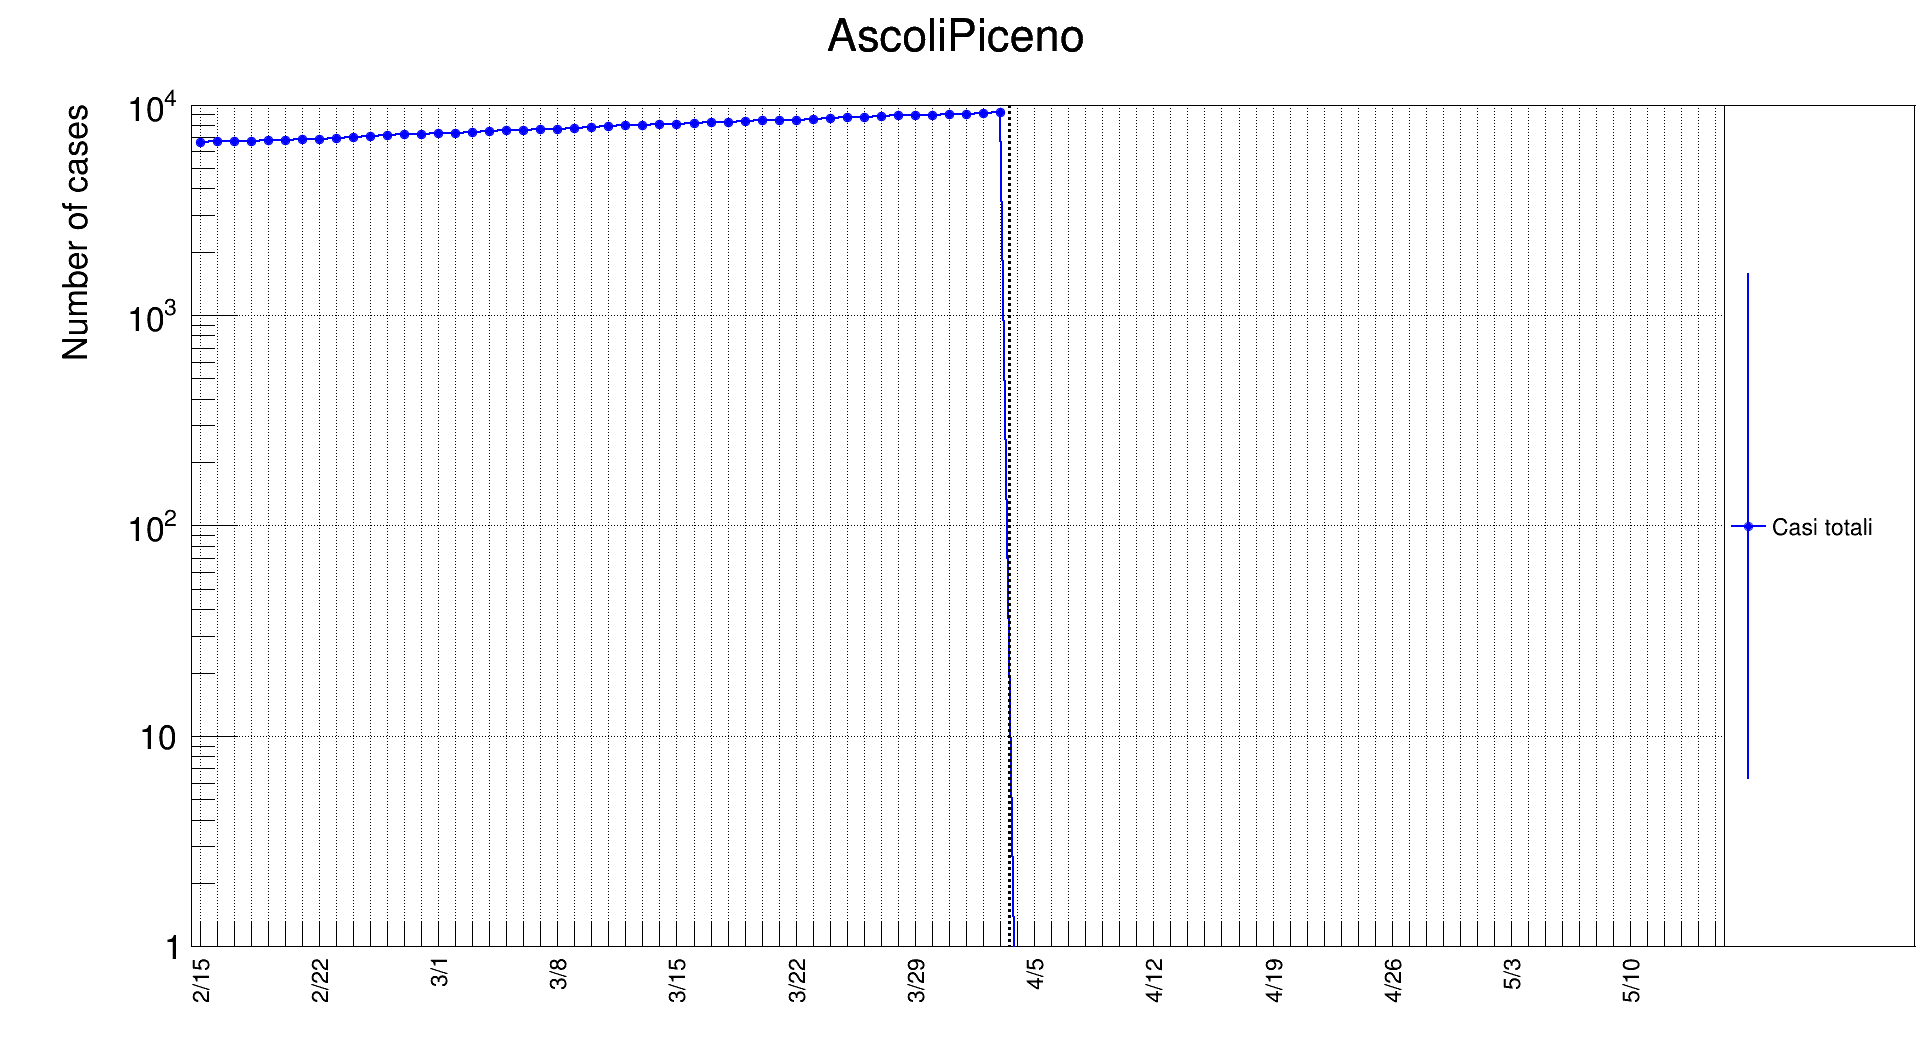 AscoliPiceno
Number of cases
10^4
10^3
10^2
10
1
2/15 2/22 3/1 3/8 3/15 3/22 3/29 4/5 4/12 4/19 4/26 5/3 5/10
Casi totali